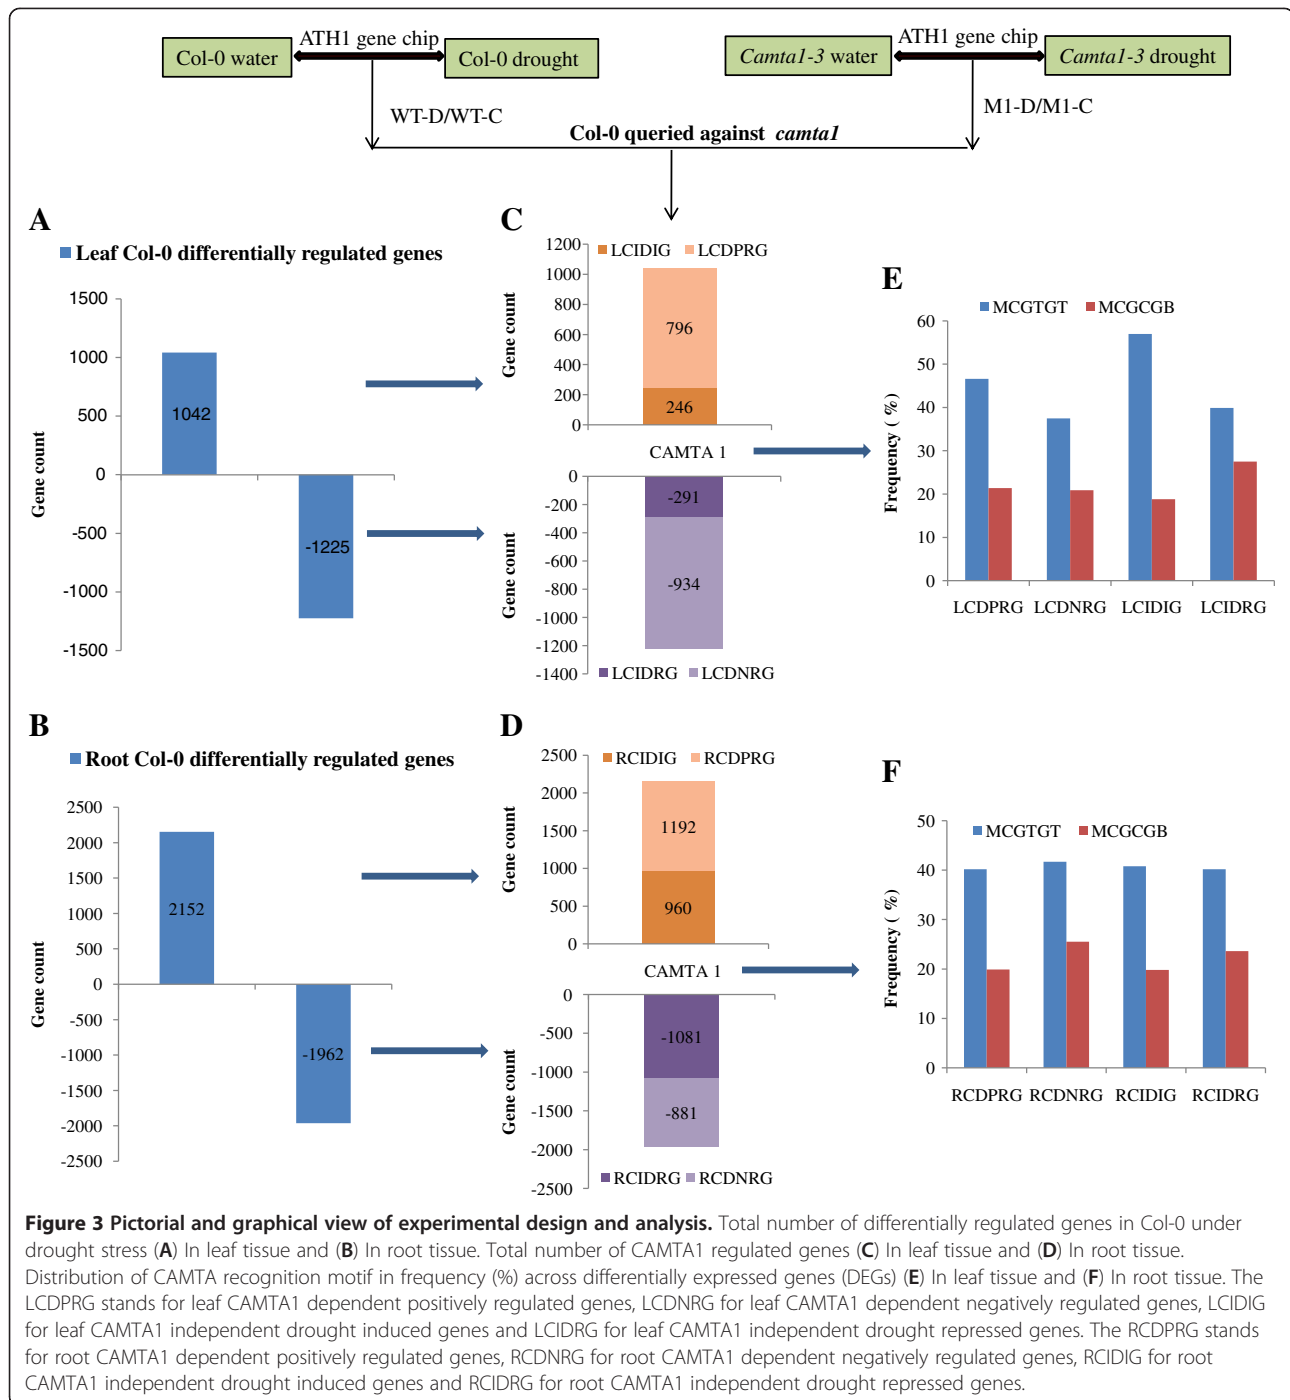 ATH1 gene chip
Col-0 water
Col-0 drought
WT-D/WT-C
ATH1 gene chip
Camta1-3 water
Camta1-3 drought
M1-D/M1-C
Col-0 queried against camta1
A
Leaf Col-0 differentially regulated genes
Gene count
1500
1000
500
0
-500
-1000
-1500
1042
-1225
C
LCIDIG LCDPRG
Gene count
1200
1000
800
600
400
200
0
796
246
CAMTA 1
Gene count
0
-200
-400
-600
-800
-1000
-1200
-1400
-291
-934
LCIDRG LCDNRG
E
MCGTGT MCGCGB
Frequency ( %)
60
50
40
30
20
10
0
LCDPRG LCDNRG LCIDIG LCIDRG
B
Root Col-0 differentially regulated genes
Gene count
2500
2000
1500
1000
500
0
-500
-1000
-1500
-2000
-2500
2152
-1962
D
RCIDIG RCDPRG
Gene count
2500
2000
1500
1000
500
0
1192
960
CAMTA 1
Gene count
0
-500
-1000
-1500
-2000
-2500
-1081
-881
RCIDRG RCDNRG
F
MCGTGT MCGCGB
Frequency ( %)
50
40
30
20
10
0
RCDPRG RCDNRG RCIDIG RCIDRG
Figure 3 Pictorial and graphical view of experimental design and analysis. Total number of differentially regulated genes in Col-0 under
drought stress (A) In leaf tissue and (B) In root tissue. Total number of CAMTA1 regulated genes (C) In leaf tissue and (D) In root tissue.
Distribution of CAMTA recognition motif in frequency (%) across differentially expressed genes (DEGs) (E) In leaf tissue and (F) In root tissue. The
LCDPRG stands for leaf CAMTA1 dependent positively regulated genes, LCDNRG for leaf CAMTA1 dependent negatively regulated genes, LCIDIG
for leaf CAMTA1 independent drought induced genes and LCIDRG for leaf CAMTA1 independent drought repressed genes. The RCDPRG stands
for root CAMTA1 dependent positively regulated genes, RCDNRG for root CAMTA1 dependent negatively regulated genes, RCIDIG for root
CAMTA1 independent drought induced genes and RCIDRG for root CAMTA1 independent drought repressed genes.